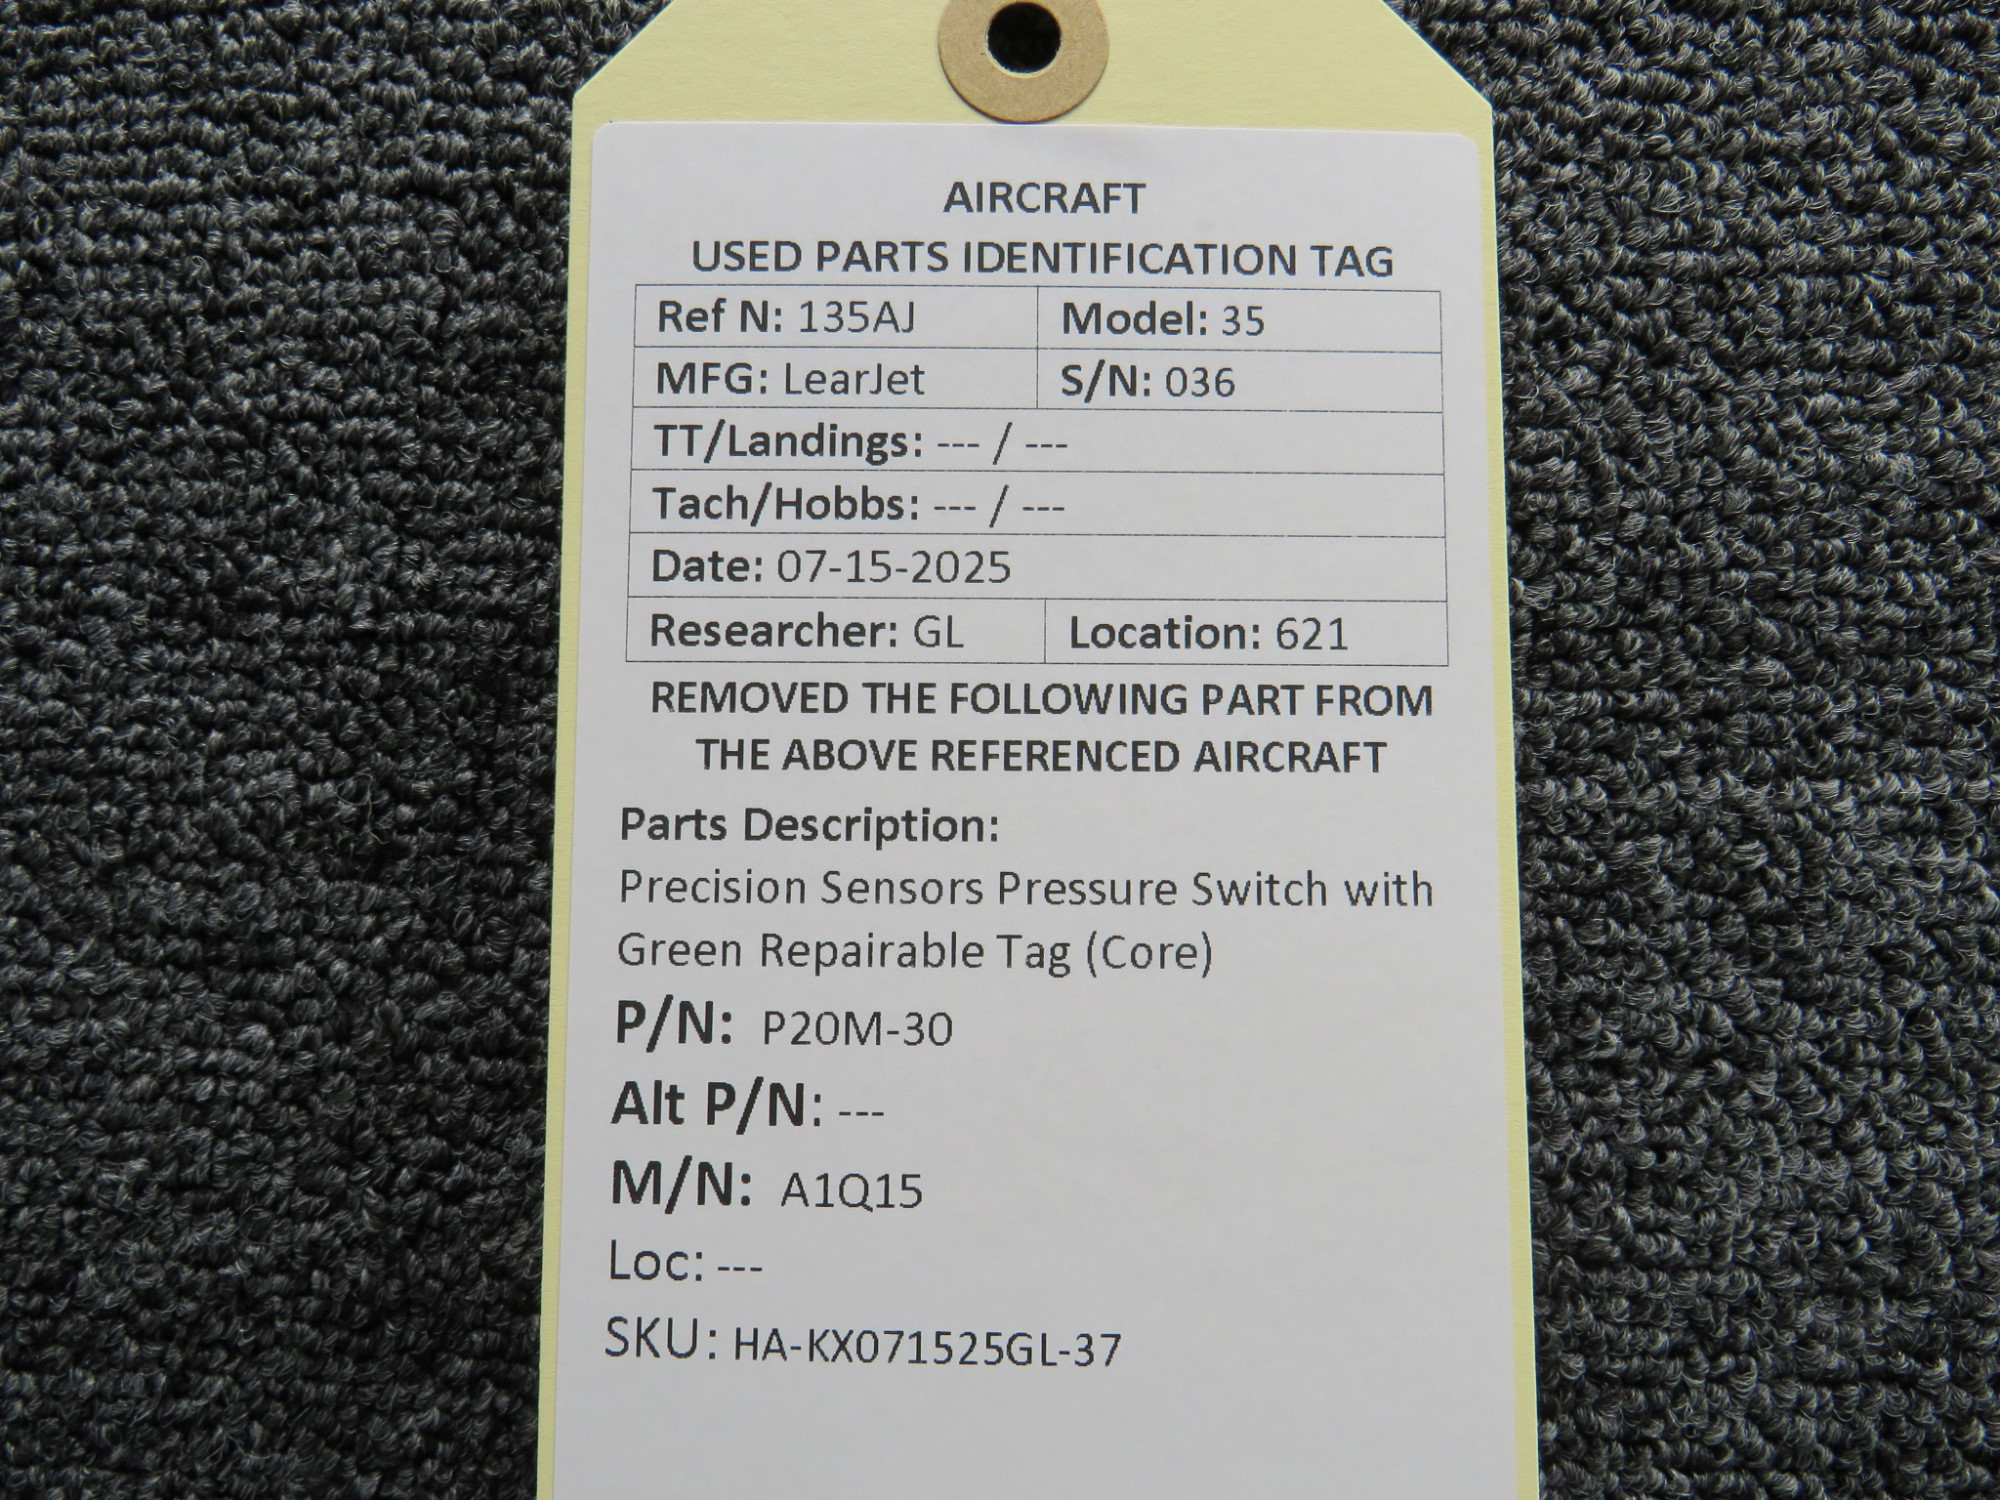 AIRCRAFT
USED PARTS IDENTIFICATION TAG
Ref N: 135AJ Model: 35
MFG: LearJet S/N: 036
TT/Landings: --- / ---
Tach/Hobbs: --- / ---
Date: 07-15-2025
Researcher: GL Location: 621
REMOVED THE FOLLOWING PART FROM
THE ABOVE REFERENCED AIRCRAFT
Parts Description:
Precision Sensors Pressure Switch with
Green Repairable Tag (Core)
P/N: P20M-30
Alt P/N: ---
M/N: A1Q15
Loc: ---
SKU: HA-KX071525GL-37